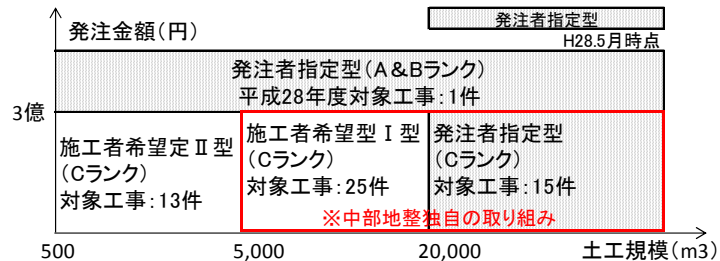 発注者指定型
H28.5月時点
発注金額(円)
発注者指定型(A&Bランク)
平成28年度対象工事:1件
3億
施工者希望定Ⅱ型
(Cランク)
対象工事:13件
施工者希望型Ⅰ型
(Cランク)
対象工事:25件
発注者指定型
(Cランク)
対象工事:15件
※中部地整独自の取り組み
500
5,000
20,000
土工規模(m3)